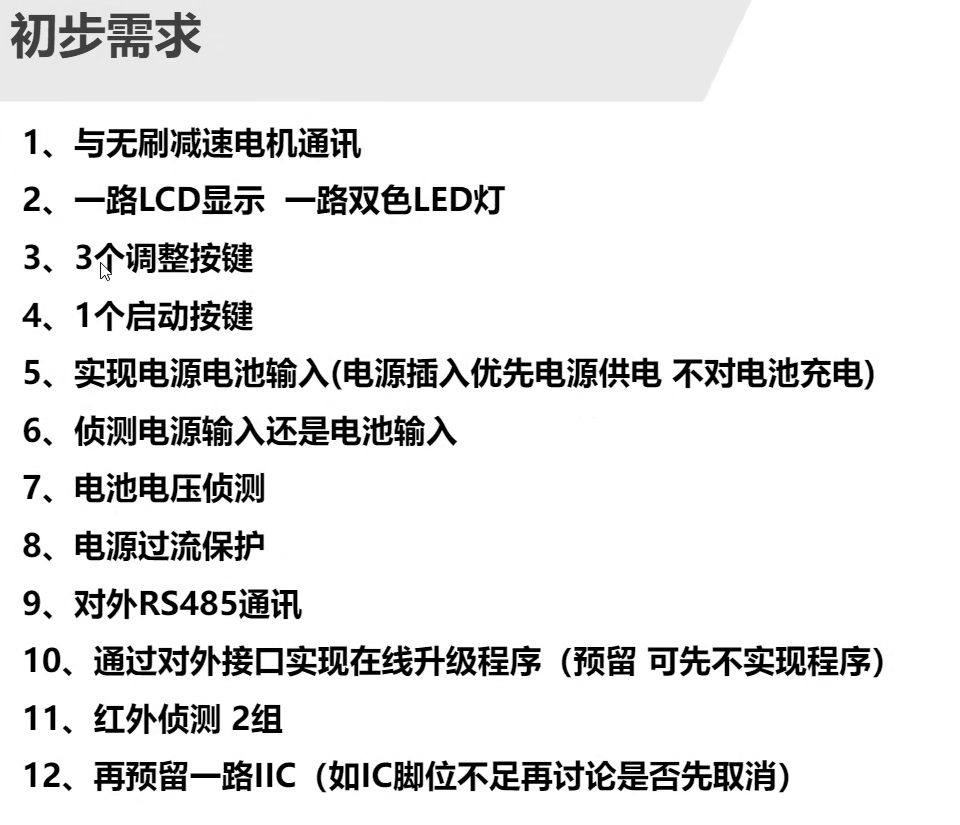 初步需求
1、与无刷减速电机通讯
2、一路LCD显示 一路双色LED灯
3、3个调整按键
4、1个启动按键
5、实现电源电池输入(电源插入优先电源供电 不对电池充电)
6、侦测电源输入还是电池输入
7、电池电压侦测
8、电源过流保护
9、对外RS485通讯
10、通过对外接口实现在线升级程序（预留 可先不实现程序）
11、红外侦测 2组
12、再预留一路IIC（如IC脚位不足再讨论是否先取消）